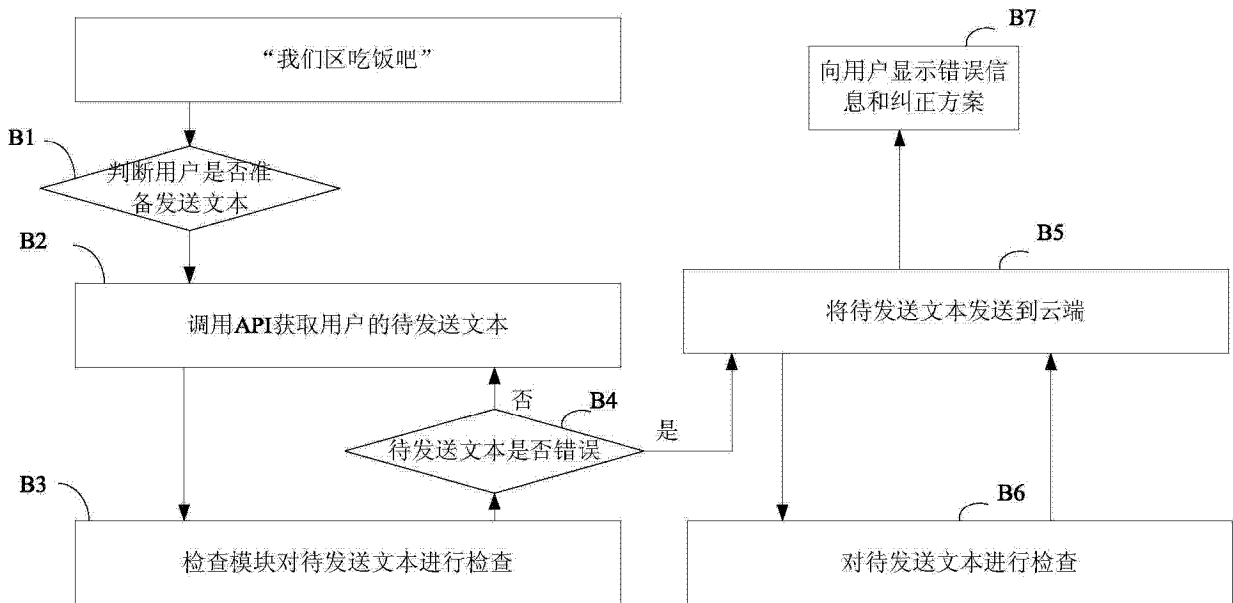 “我们区吃饭吧”
B1
判断用户是否准
备发送文本
B2
调用API获取用户的待发送文本
否
B4
待发送文本是否错误
是
B3
检查模块对待发送文本进行检查
B7
向用户显示错误信
息和纠正方案
B5
将待发送文本发送到云端
B6
对待发送文本进行检查